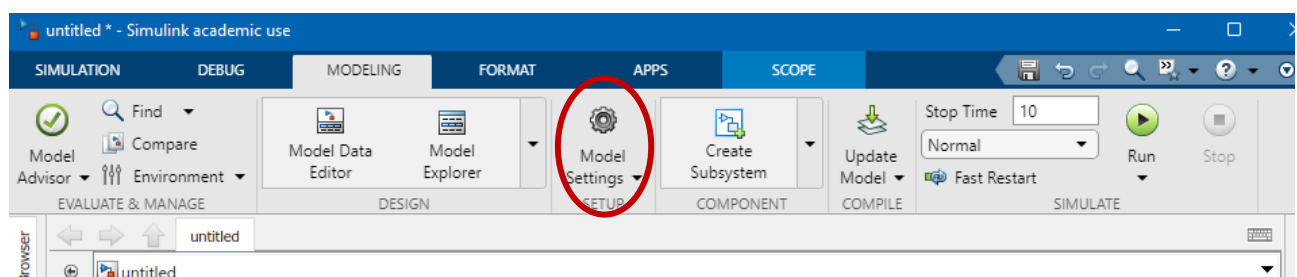 untitled * - Simulink academic use
SIMULATION DEBUG MODELING FORMAT APPS SCOPE
Find
Compare
Environment
Model
Advisor
Model Data
Editor
Model
Explorer
Model
Settings
Create
Subsystem
Update
Model
Stop Time 10
Normal
Fast Restart
Run
Stop
EVALUATE & MANAGE DESIGN SETUP COMPONENT COMPILE SIMULATE
untitled
Browser
untitled